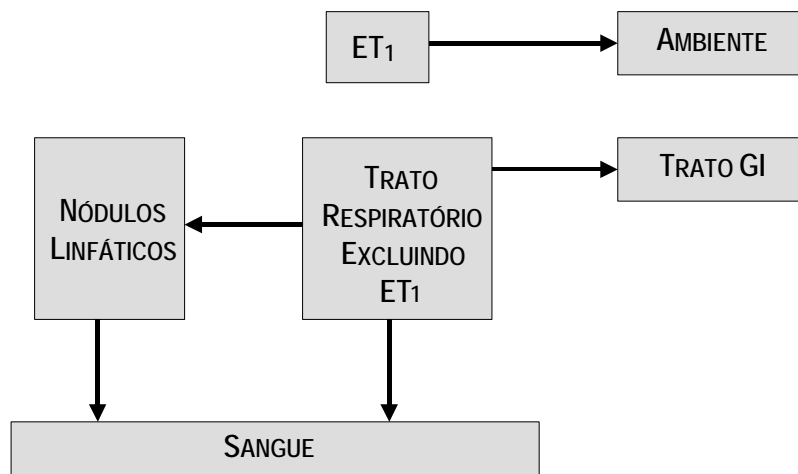 ET1
AMBIENTE
TRATO
RESPIRATÓRIO
EXCLUINDO
ET1
TRATO GI
NÓDULOS
LINFÁTICOS
SANGUE